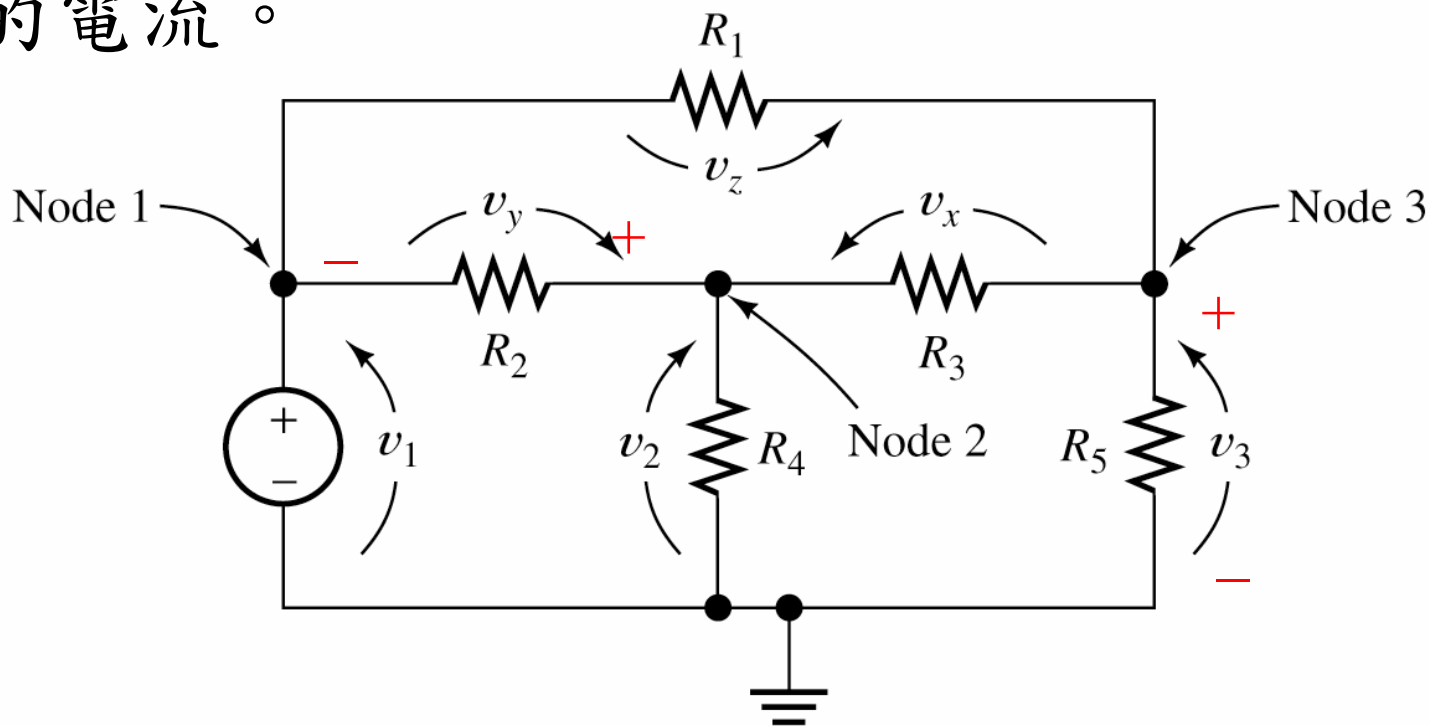 的電流。
R1
vz
Node 1
vy
+
vx
Node 3
−
R2
R3
+
+
−
v1
v2
R4
Node 2
R5
v3
−